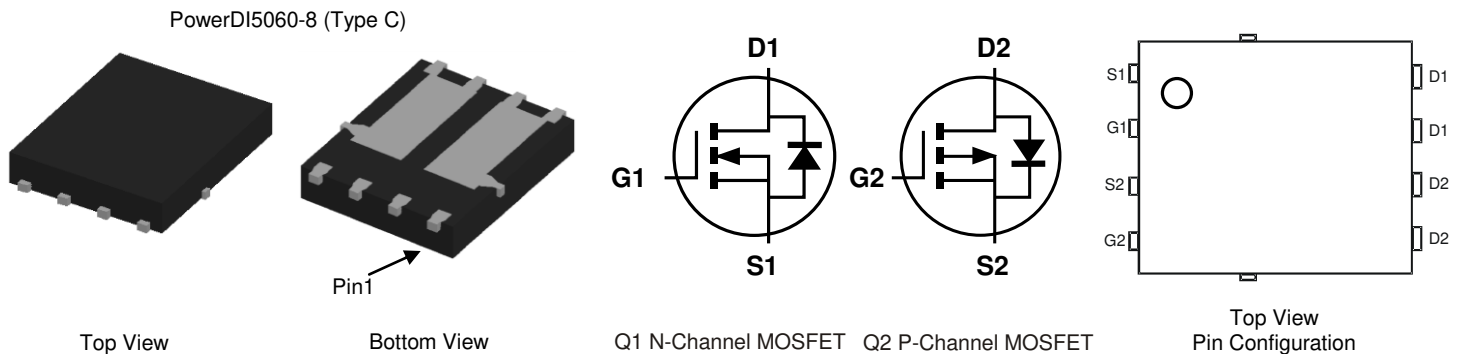 PowerDI5060-8 (Type C)
Pin1
Top View
Bottom View
D1
G1
S1
Q1 N-Channel MOSFET
D2
G2
S2
Q2 P-Channel MOSFET
S1
D1
G1
D1
S2
D2
G2
D2
Top View
Pin Configuration